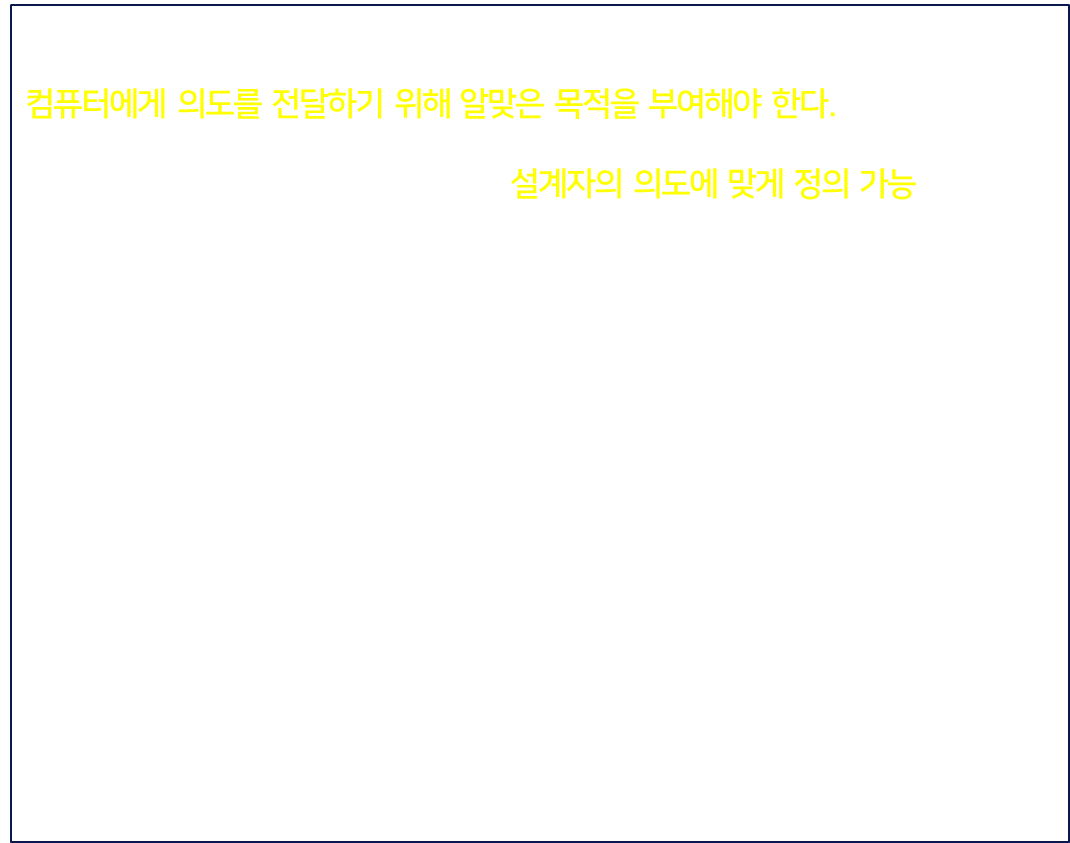 컴퓨터에게 의도를 전달하기 위해 알맞은 목적을 부여해야 한다.
설계자의 의도에 맞게 정의 가능